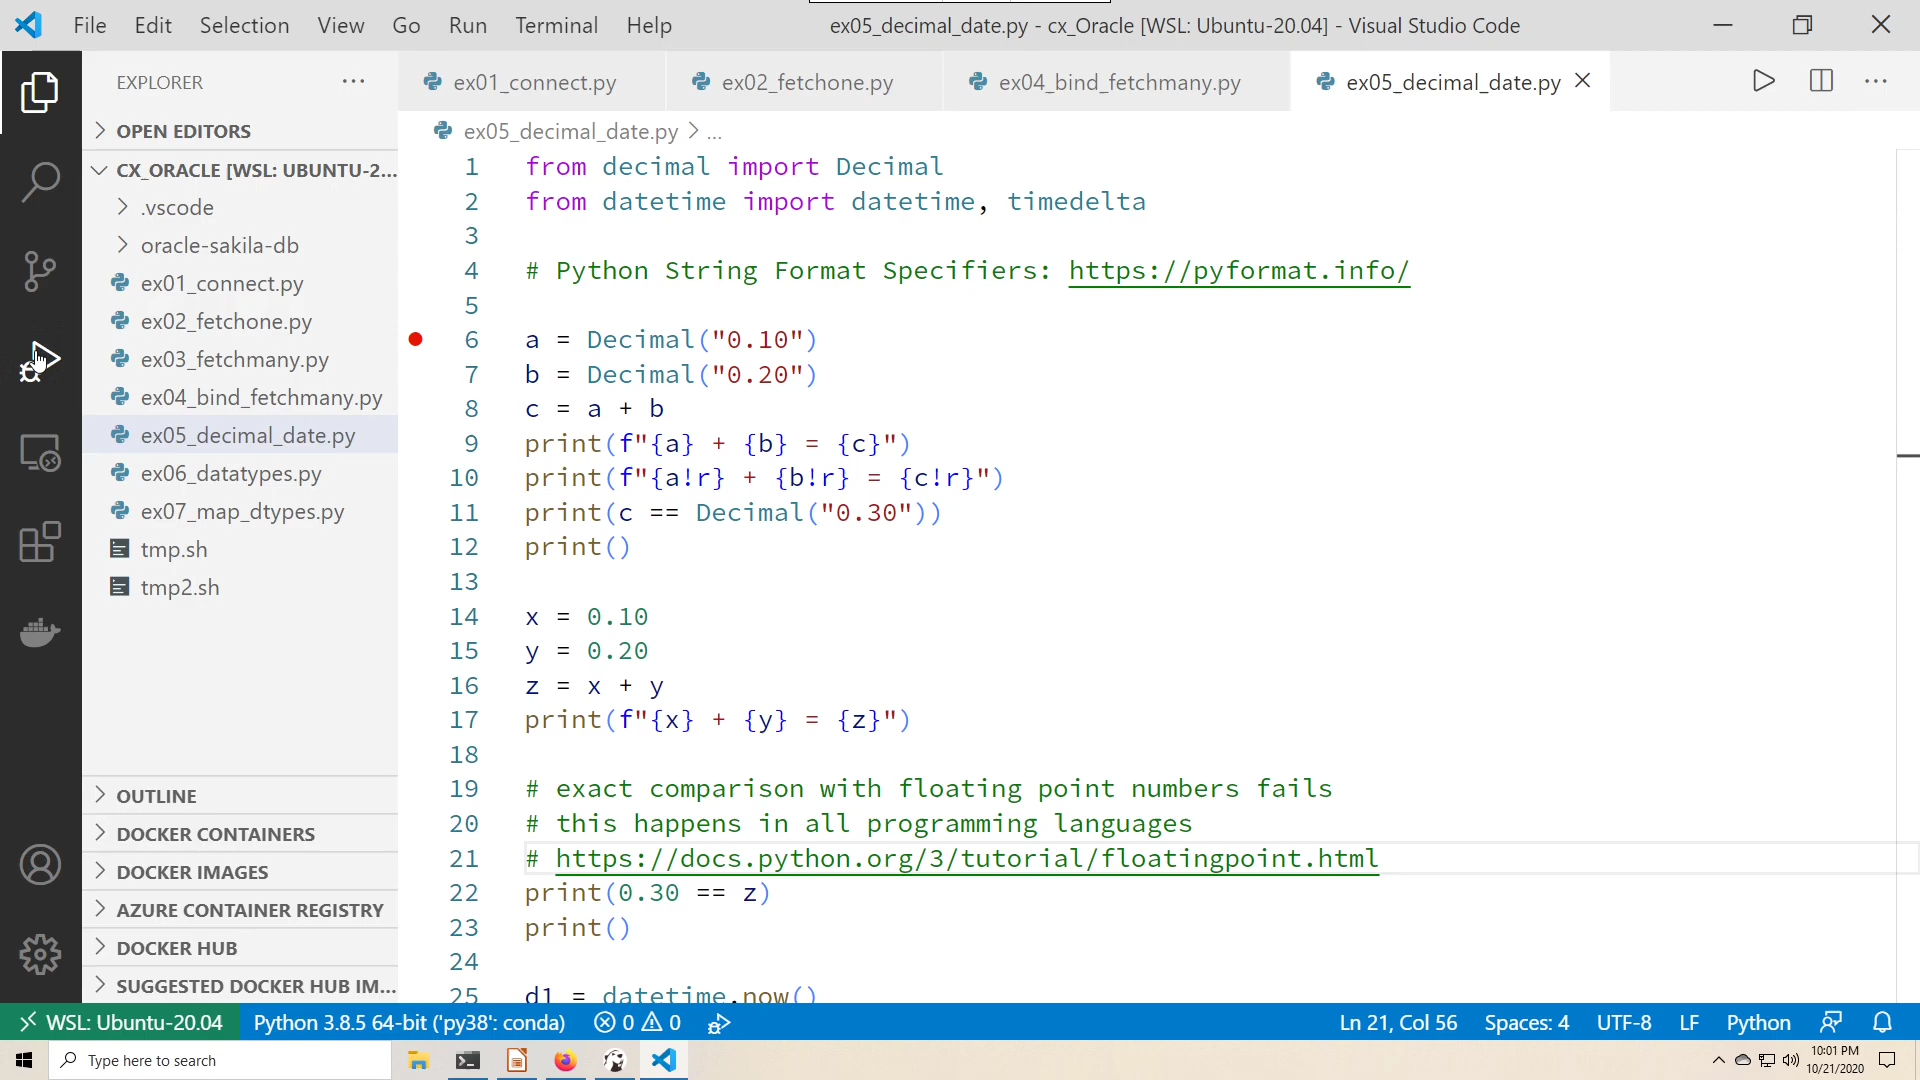 File Edit Selection View Go Run Terminal Help
ex05_decimal_date.py - cx_Oracle [WSL: Ubuntu-20.04] - Visual Studio Code
EXPLORER
OPEN EDITORS
CX_ORACLE [WSL: UBUNTU-2...
.vscode
oracle-sakila-db
ex01_connect.py
ex02_fetchone.py
ex03_fetchmany.py
ex04_bind_fetchmany.py
ex05_decimal_date.py
ex06_datatypes.py
ex07_map_dtypes.py
tmp.sh
tmp2.sh
OUTLINE
DOCKER CONTAINERS
DOCKER IMAGES
AZURE CONTAINER REGISTRY
DOCKER HUB
SUGGESTED DOCKER HUB IM...
ex01_connect.py ex02_fetchone.py ex04_bind_fetchmany.py ex05_decimal_date.py
ex05_decimal_date.py > ...
1 from decimal import Decimal
2 from datetime import datetime, timedelta
3
4 # Python String Format Specifiers: https://pyformat.info/
5
6 a = Decimal("0.10")
7 b = Decimal("0.20")
8 c = a + b
9 print(f"{a} + {b} = {c}")
10 print(f"{a!r} + {b!r} = {c!r}")
11 print(c == Decimal("0.30"))
12 print()
13
14 x = 0.10
15 y = 0.20
16 z = x + y
17 print(f"{x} + {y} = {z}")
18
19 # exact comparison with floating point numbers fails
20 # this happens in all programming languages
21 # https://docs.python.org/3/tutorial/floatingpoint.html
22 print(0.30 == z)
23 print()
24
25 d1 = datetime.now()
WSL: Ubuntu-20.04 Python 3.8.5 64-bit ('py38': conda) 0 0 Ln 21, Col 56 Spaces: 4 UTF-8 LF Python
Type here to search
10:01 PM
10/21/2020